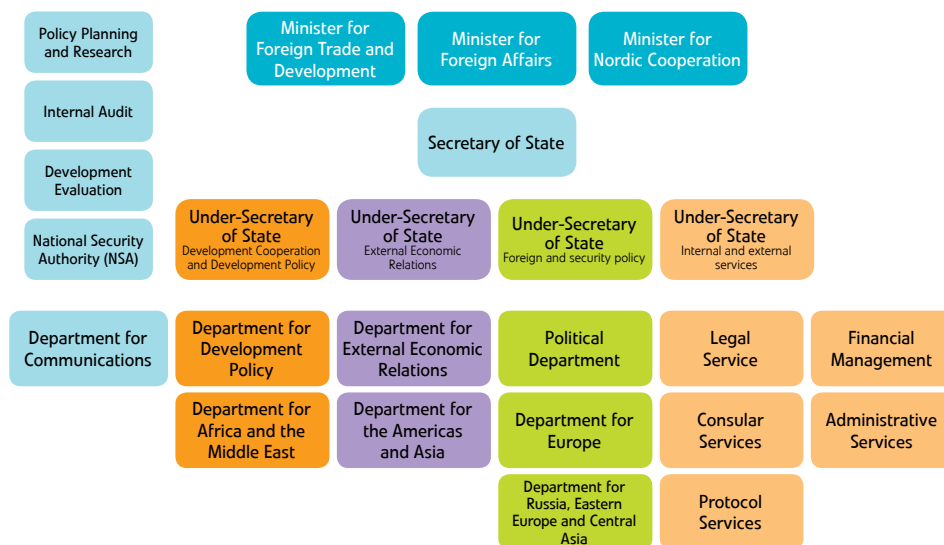 Policy Planning
and Research
Minister for
Foreign Trade and
Development
Minister for
Foreign Affairs
Minister for
Nordic Cooperation
Internal Audit
Secretary of State
Development
Evaluation
National Security
Authority (NSA)
Under-Secretary
of State
Development Cooperation
and Development Policy
Under-Secretary
of State
External Economic
Relations
Under-Secretary
of State
Foreign and security policy
Under-Secretary
of State
Internal and external
services
Department for
Communications
Department for
Development
Policy
Department for
External Economic
Relations
Political
Department
Legal
Service
Financial
Management
Department for
Africa and the
Middle East
Department for
the Americas
and Asia
Department for
Europe
Consular
Services
Administrative
Services
Department for
Russia, Eastern
Europe and Central
Asia
Protocol
Services